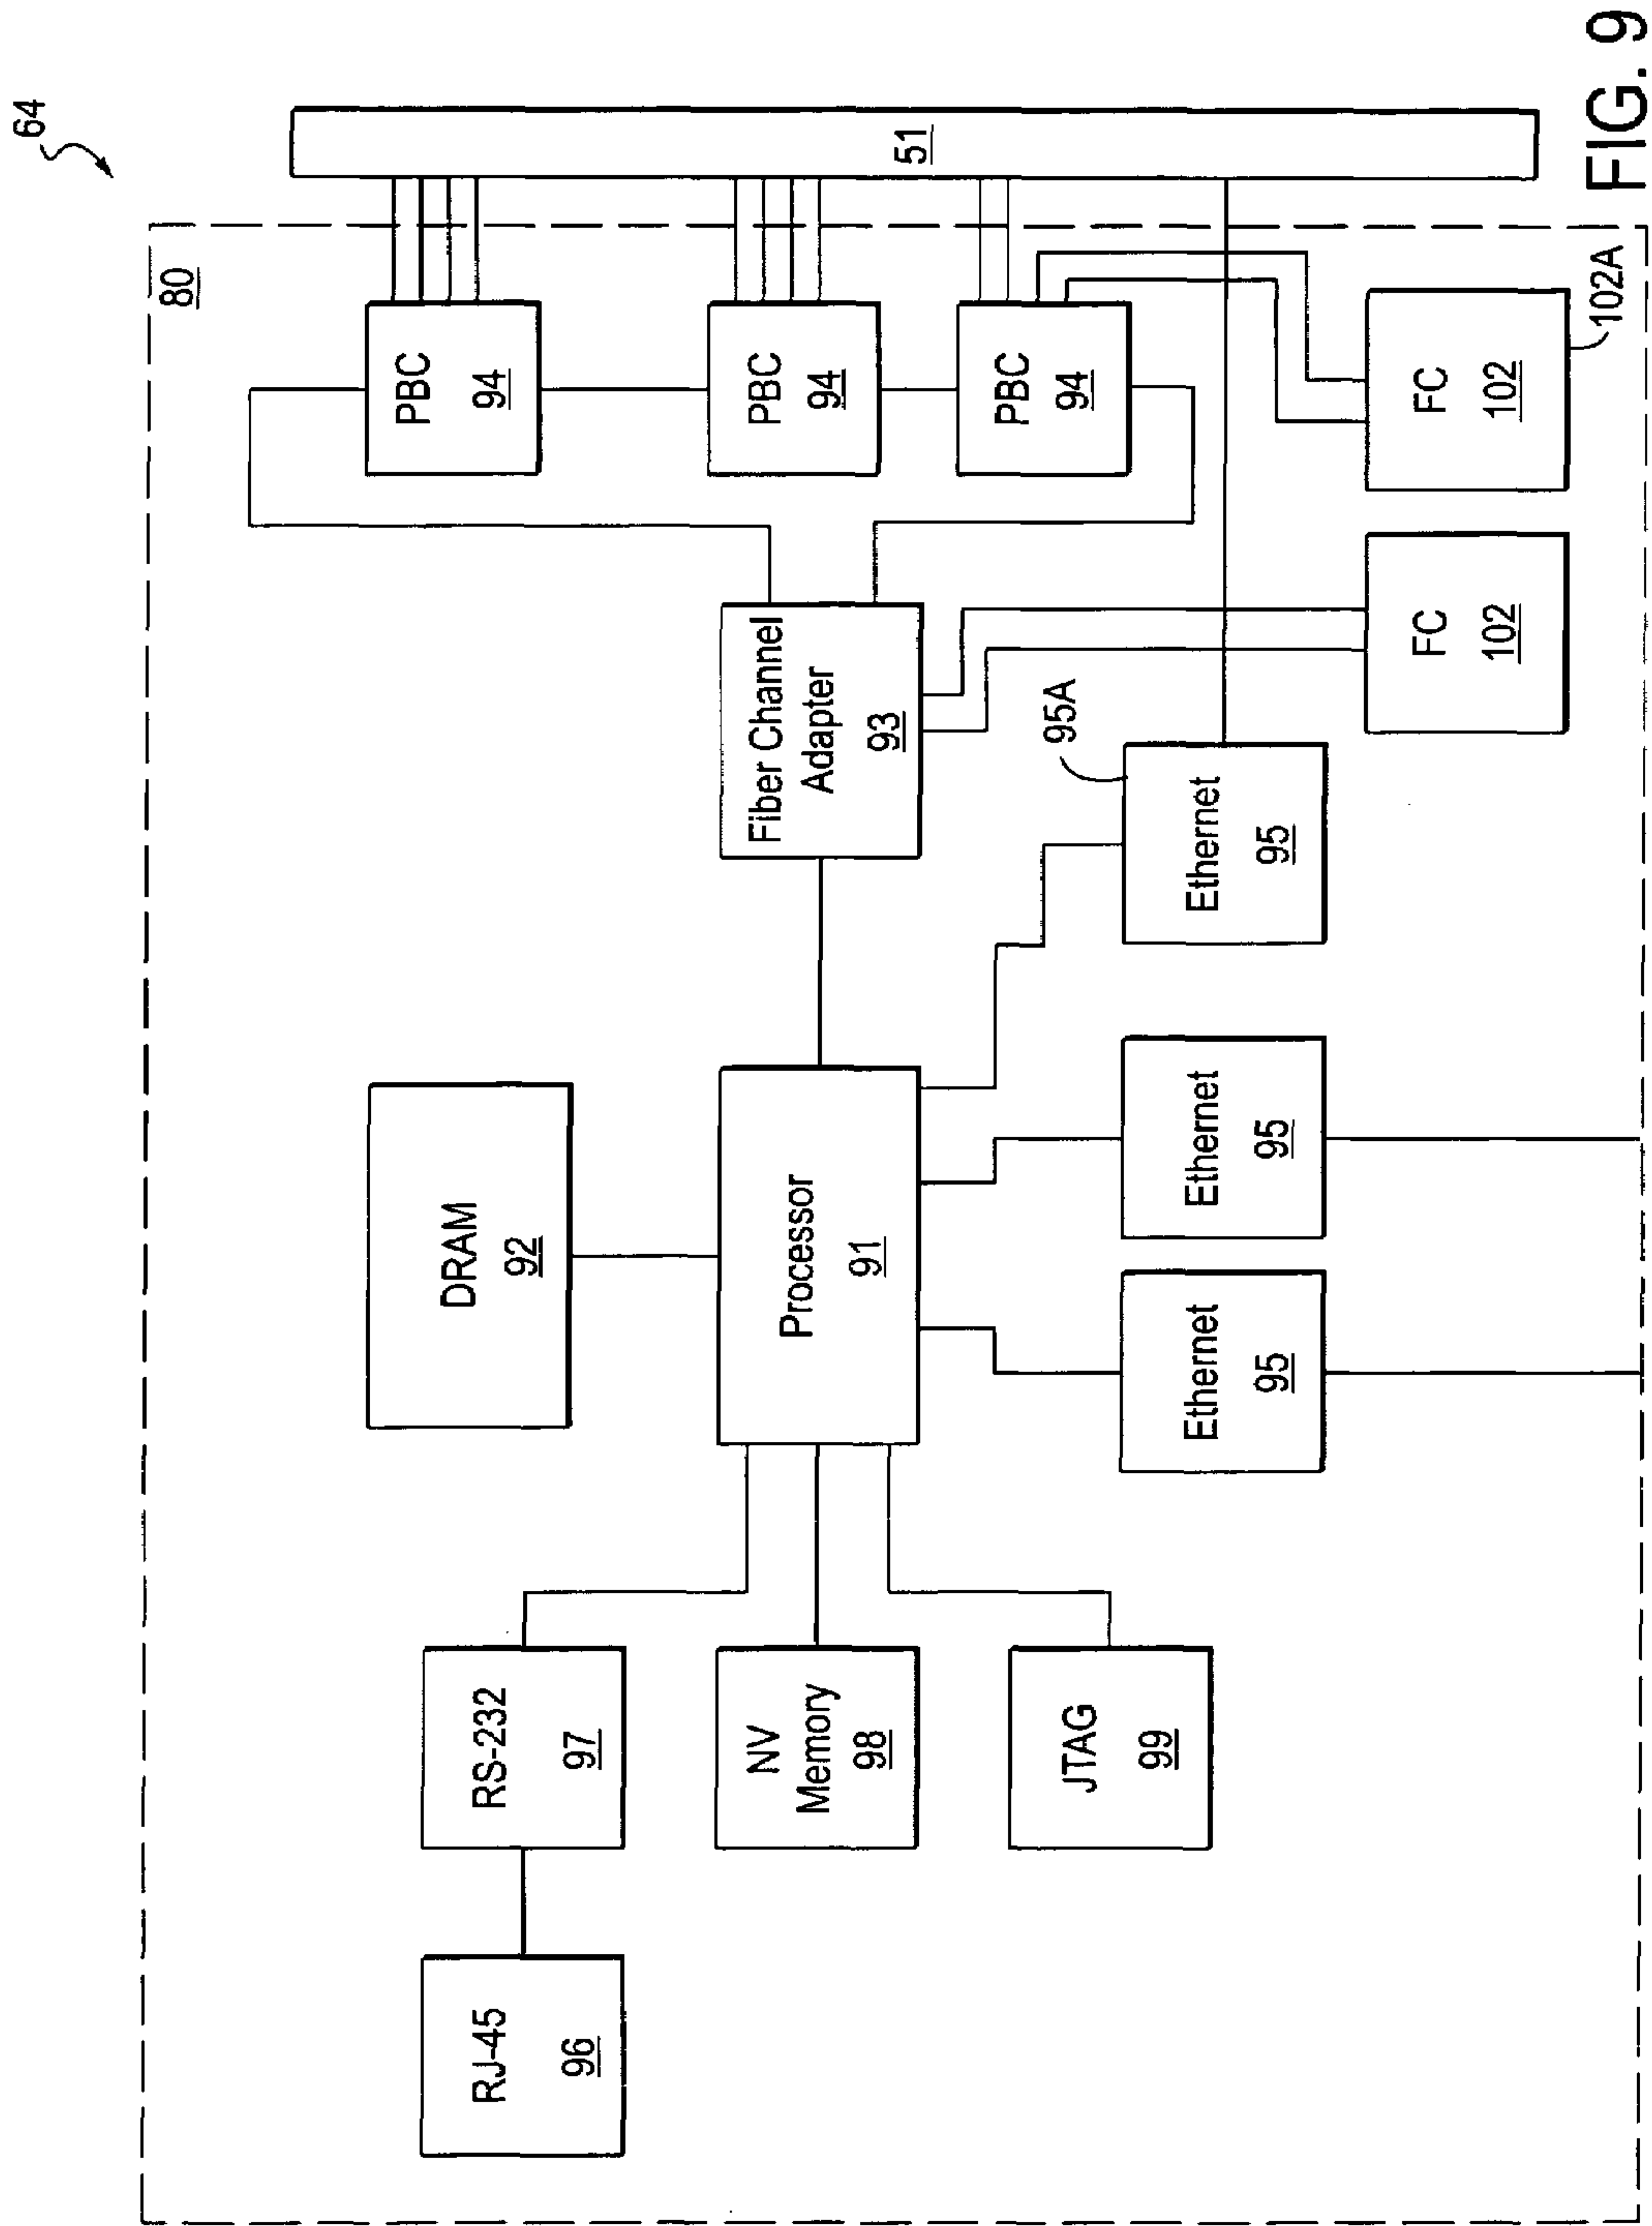 64
80
51
PBC
94
PBC
94
PBC
94
DRAM
92
Fiber Channel
Adapter
93
Processor
91
RS-232
97
RJ-45
96
NV
Memory
98
JTAG
99
95A
Ethernet
95
Ethernet
95
Ethernet
95
FC
102
FC
102
102A
FIG. 9